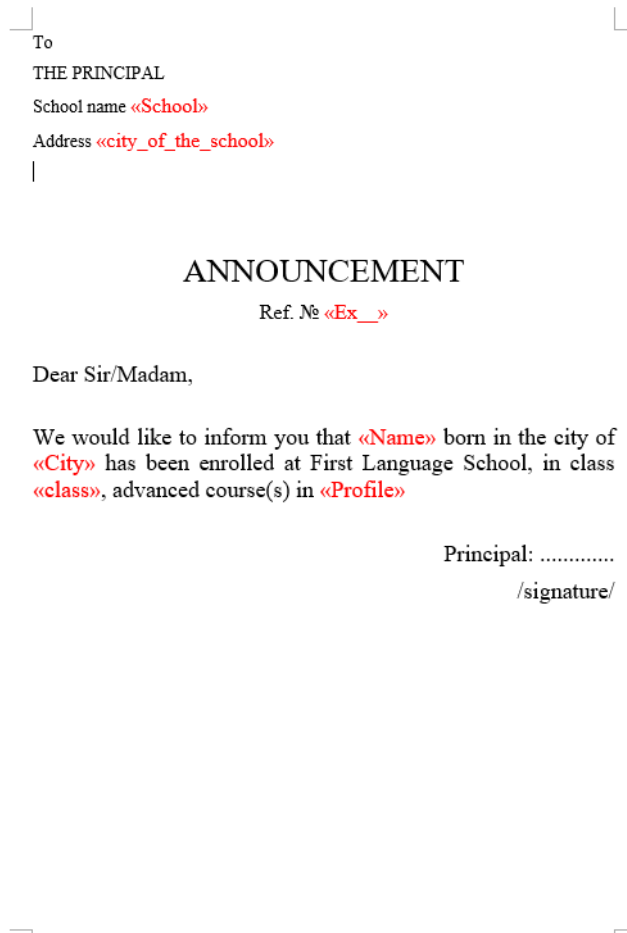 To
THE PRINCIPAL
School name «School»
Address «city_of_the_school»
ANNOUNCEMENT
Ref. № «Ex__»
Dear Sir/Madam,
We would like to inform you that «Name» born in the city of
«City» has been enrolled at First Language School, in class
«class», advanced course(s) in «Profile»
Principal: .............
/signature/